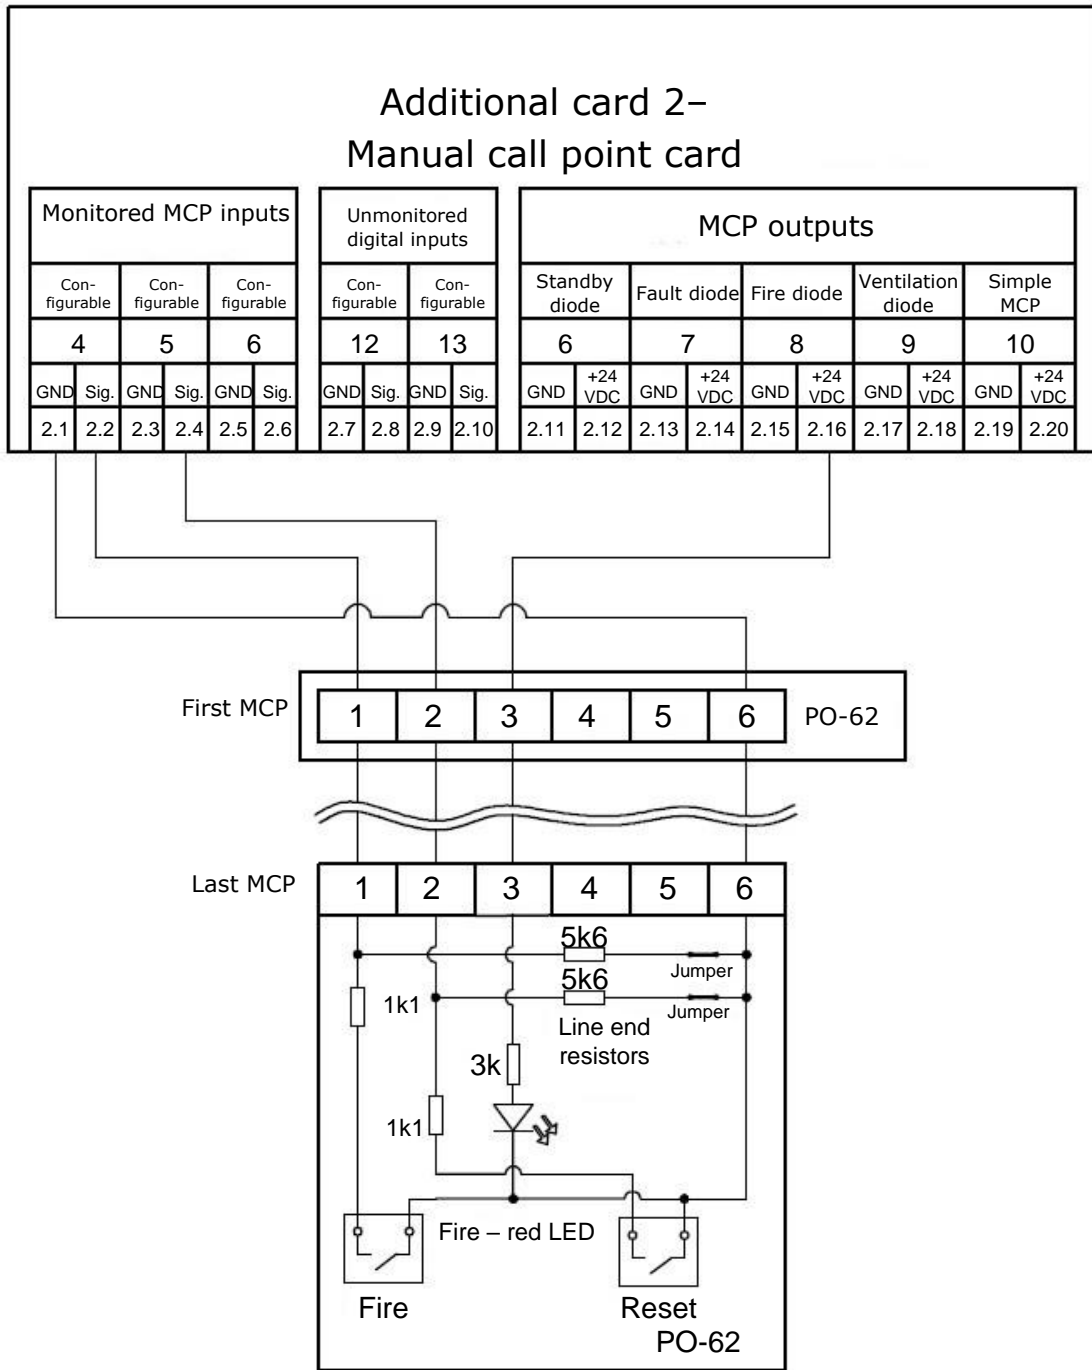 Additional card 2–
Manual call point card
Monitored MCP inputs
Unmonitored
digital inputs
MCP outputs
Con-
figurable
Con-
figurable
Con-
figurable
Con-
figurable
Con-
figurable
Standby
diode
Fault diode
Fire diode
Ventilation
diode
Simple
MCP
4 5 6 12 13 6 7 8 9 10
GND Sig. GND Sig. GND Sig. GND Sig. GND Sig. GND +24 VDC GND +24 VDC GND +24 VDC GND +24 VDC GND +24 VDC
2.1 2.2 2.3 2.4 2.5 2.6 2.7 2.8 2.9 2.10 2.11 2.12 2.13 2.14 2.15 2.16 2.17 2.18 2.19 2.20
First MCP 1 2 3 4 5 6 PO-62
Last MCP 1 2 3 4 5 6
5k6
Jumper
5k6
1k1
Jumper
Line end
resistors
3k
1k1
Fire – red LED
Fire
Reset
PO-62